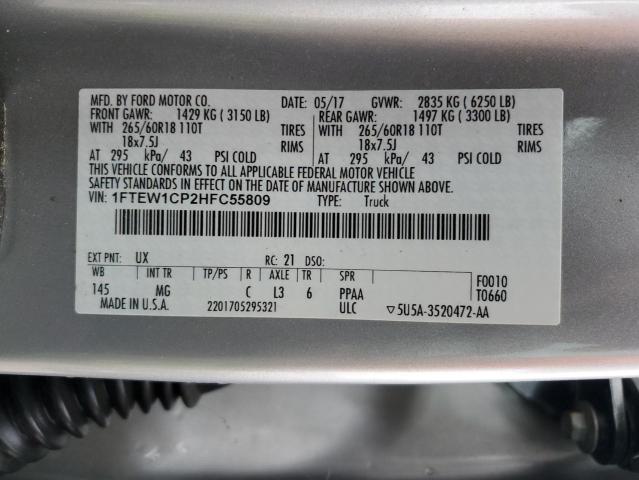 MFD. BY FORD MOTOR CO. DATE: 05/17 GVWR: 2835 KG ( 6250 LB)
FRONT GAWR: 1429 KG ( 3150 LB) REAR GAWR: 1497 KG ( 3300 LB)
WITH 265/60R18 110T TIRES WITH 265/60R18 110T TIRES
18x7.5J RIMS 18x7.5J RIMS
AT 295 kPa/ 43 PSI COLD AT 295 kPa/ 43 PSI COLD
THIS VEHICLE CONFORMS TO ALL APPLICABLE FEDERAL MOTOR VEHICLE
SAFETY STANDARDS IN EFFECT ON THE DATE OF MANUFACTURE SHOWN ABOVE.
VIN: 1FTEW1CP2HFC55809 TYPE: Truck
EXT PNT: UX RC: 21 DSO:
WB INT TR TP/PS R AXLE TR SPR F0010
145 MG C L3 6 PPAA T0660
MADE IN U.S.A. 2201705295321 ULC ▽5U5A-3520472-AA